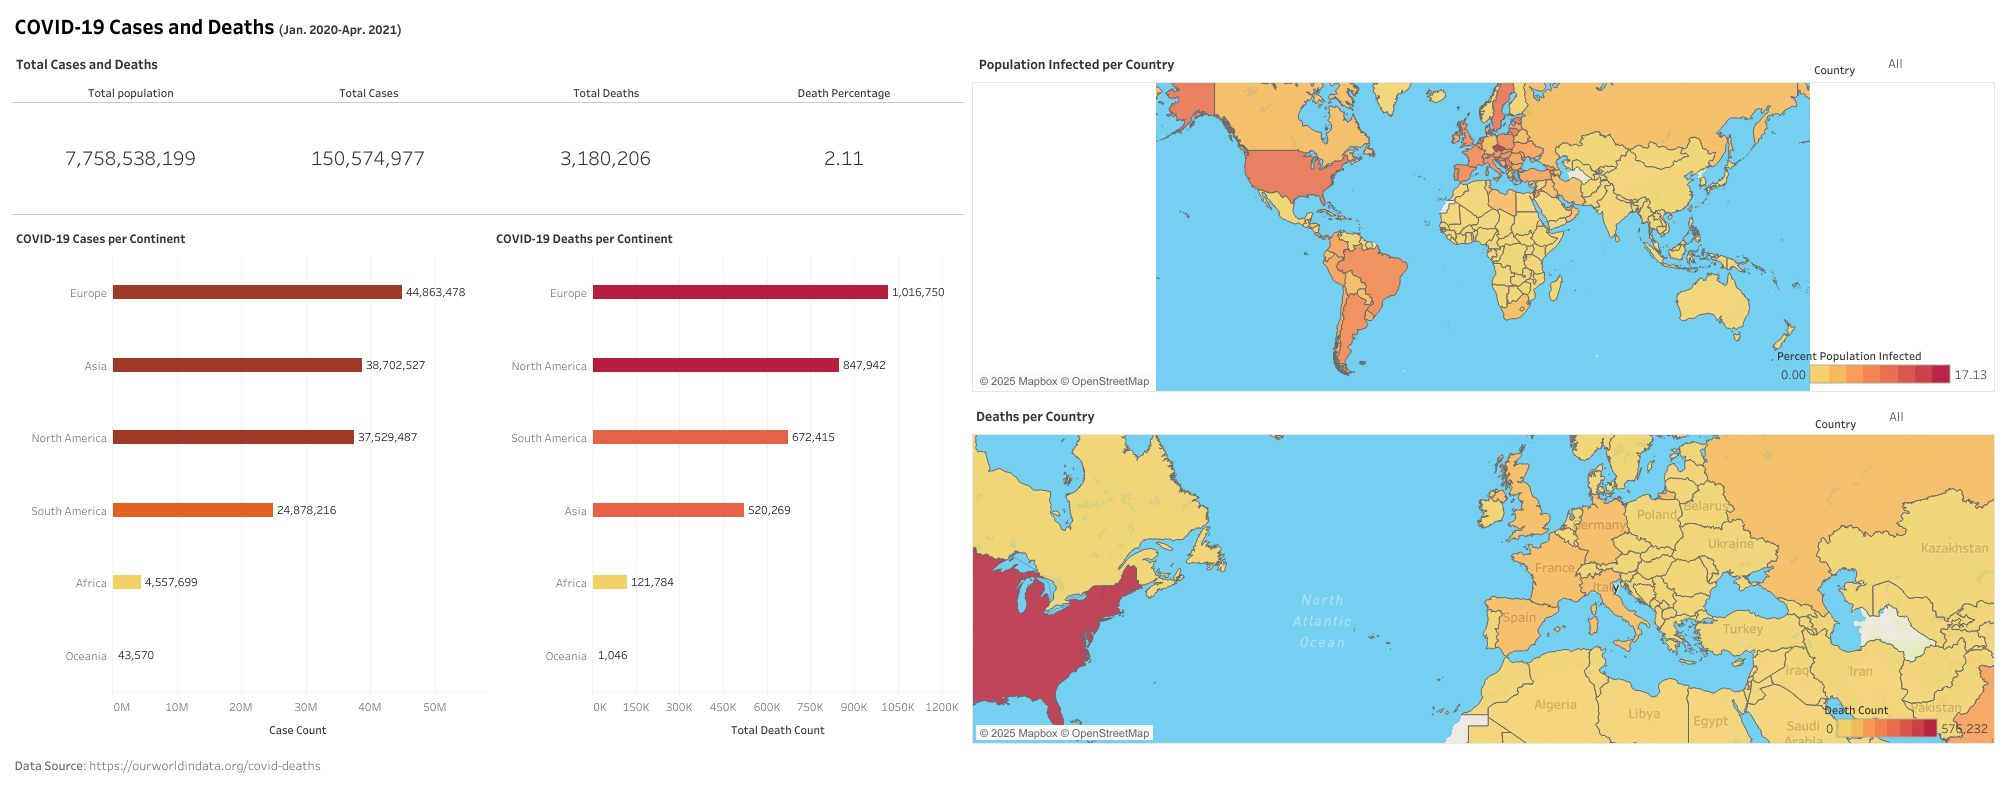 COVID-19 Cases and Deaths (Jan. 2020-Apr. 2021)
Total Cases and Deaths
Total population Total Cases Total Deaths Death Percentage
7,758,538,199 150,574,977 3,180,206 2.11
COVID-19 Cases per Continent
Europe 44,863,478
Asia 38,702,527
North America 37,529,487
South America 24,878,216
Africa 4,557,699
Oceania 43,570
0M 10M 20M 30M 40M 50M
Case Count
COVID-19 Deaths per Continent
Europe 1,016,750
North America 847,942
South America 672,415
Asia 520,269
Africa 121,784
Oceania 1,046
0K 150K 300K 450K 600K 750K 900K 1050K 1200K
Total Death Count
Population Infected per Country
Country All
Percent Population Infected
0.00 17.13
© 2025 Mapbox © OpenStreetMap
Deaths per Country
Country All
Belarus
Poland
Germany
Ukraine
Kazakhstan
France
Italy
North
Atlantic
Ocean
Spain
Turkey
Iraq
Iran
Algeria
Libya
Egypt
Pakistan
Saudi
Arabia
Death Count
0 576,232
© 2025 Mapbox © OpenStreetMap
Data Source: https://ourworldindata.org/covid-deaths